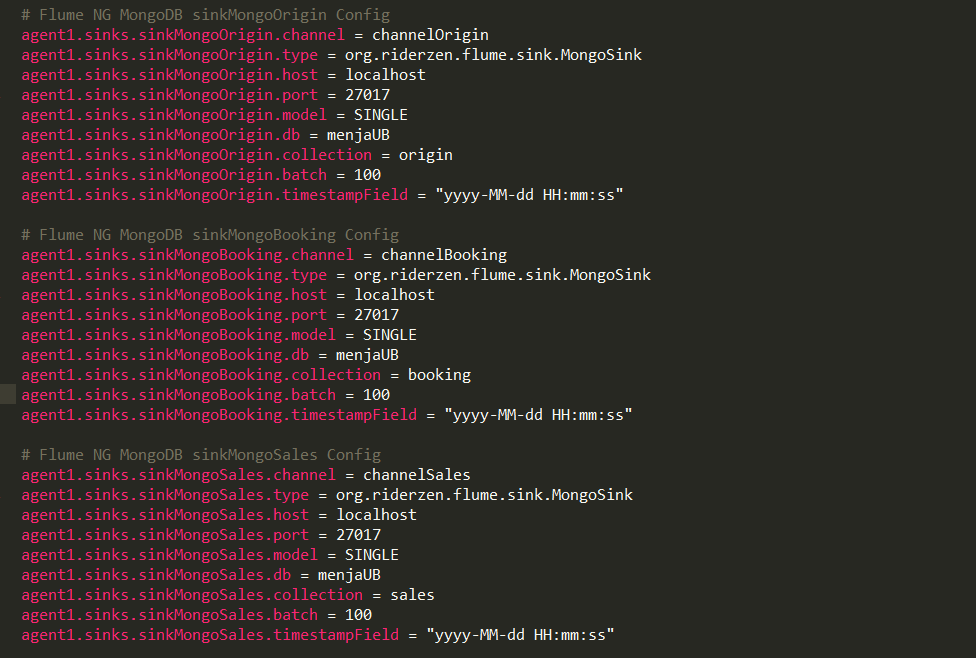 # Flume NG MongoDB sinkMongoOrigin Config
agent1.sinks.sinkMongoOrigin.channel = channelOrigin
agent1.sinks.sinkMongoOrigin.type = org.riderzen.flume.sink.MongoSink
agent1.sinks.sinkMongoOrigin.host = localhost
agent1.sinks.sinkMongoOrigin.port = 27017
agent1.sinks.sinkMongoOrigin.model = SINGLE
agent1.sinks.sinkMongoOrigin.db = menjaUB
agent1.sinks.sinkMongoOrigin.collection = origin
agent1.sinks.sinkMongoOrigin.batch = 100
agent1.sinks.sinkMongoOrigin.timestampField = "yyyy-MM-dd HH:mm:ss"

# Flume NG MongoDB sinkMongoBooking Config
agent1.sinks.sinkMongoBooking.channel = channelBooking
agent1.sinks.sinkMongoBooking.type = org.riderzen.flume.sink.MongoSink
agent1.sinks.sinkMongoBooking.host = localhost
agent1.sinks.sinkMongoBooking.port = 27017
agent1.sinks.sinkMongoBooking.model = SINGLE
agent1.sinks.sinkMongoBooking.db = menjaUB
agent1.sinks.sinkMongoBooking.collection = booking
agent1.sinks.sinkMongoBooking.batch = 100
agent1.sinks.sinkMongoBooking.timestampField = "yyyy-MM-dd HH:mm:ss"

# Flume NG MongoDB sinkMongoSales Config
agent1.sinks.sinkMongoSales.channel = channelSales
agent1.sinks.sinkMongoSales.type = org.riderzen.flume.sink.MongoSink
agent1.sinks.sinkMongoSales.host = localhost
agent1.sinks.sinkMongoSales.port = 27017
agent1.sinks.sinkMongoSales.model = SINGLE
agent1.sinks.sinkMongoSales.db = menjaUB
agent1.sinks.sinkMongoSales.collection = sales
agent1.sinks.sinkMongoSales.batch = 100
agent1.sinks.sinkMongoSales.timestampField = "yyyy-MM-dd HH:mm:ss"